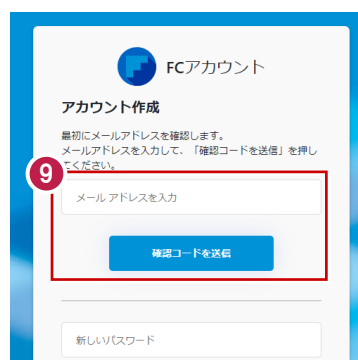 FCアカウント
アカウント作成
最初にメールアドレスを確認します。
メールアドレスを入力して、「確認コードを送信」を押し
てください。
9
メール アドレスを入力
確認コードを送信
新しいパスワード